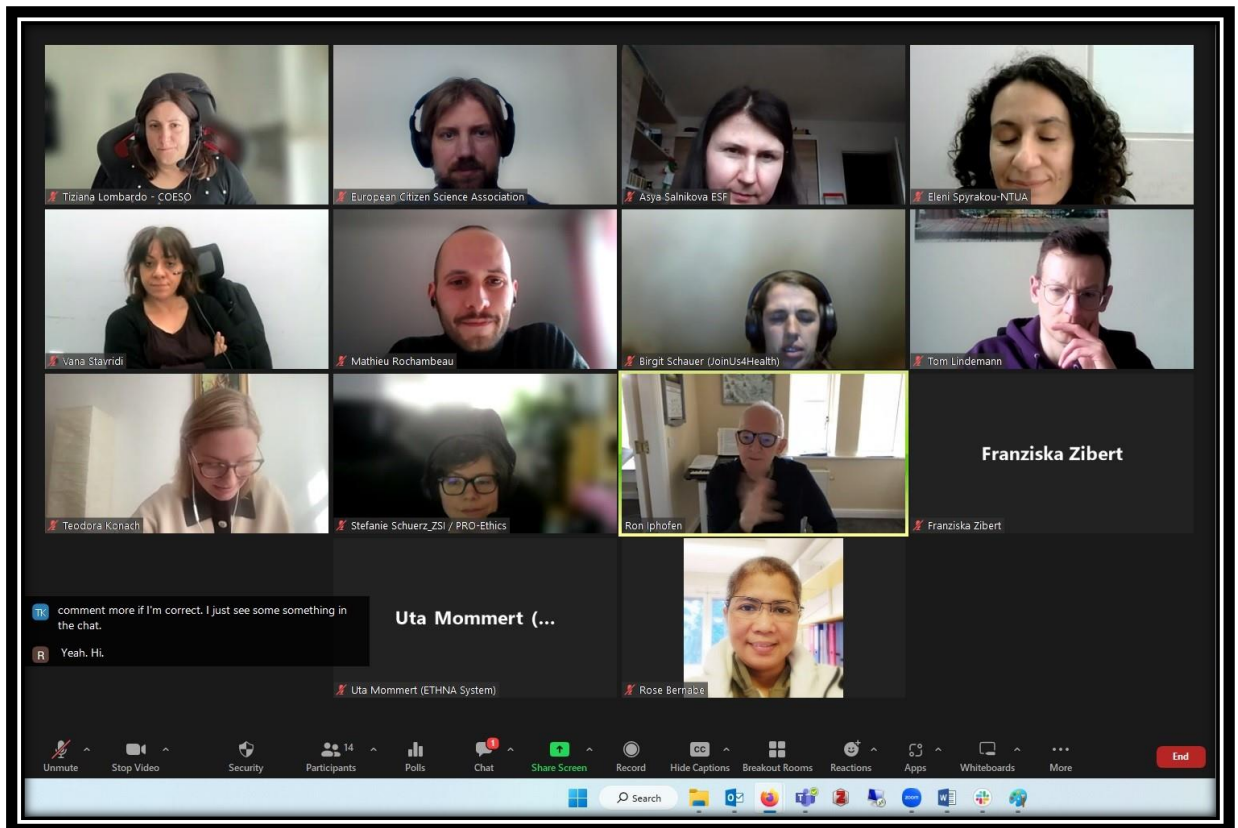 Tiziana Lombardo - COESO
European Citizen Science Association
Asya Salnikova ESF
Eleni Spyrakou-NTUA
Vana Stavridi
Mathieu Rochambeau
Birgit Schauer (JoinUs4Health)
Tom Lindemann
Teodora Konach
Stefanie Schuerz_ZSI / PRO-Ethics
Ron Iphofen
Franziska Zibert
Franziska Zibert
TK
comment more if I'm correct. I just see some something in
the chat.
R
Yeah. Hi.
Uta Mommert (...
Uta Mommert (ETHNA System)
Rose Bernabe
Unmute
Stop Video
Security
14
Participants
Polls
1
Chat
Share Screen
Record
CC
Hide Captions
Breakout Rooms
Reactions
Apps
Whiteboards
More
End
Search
zoom